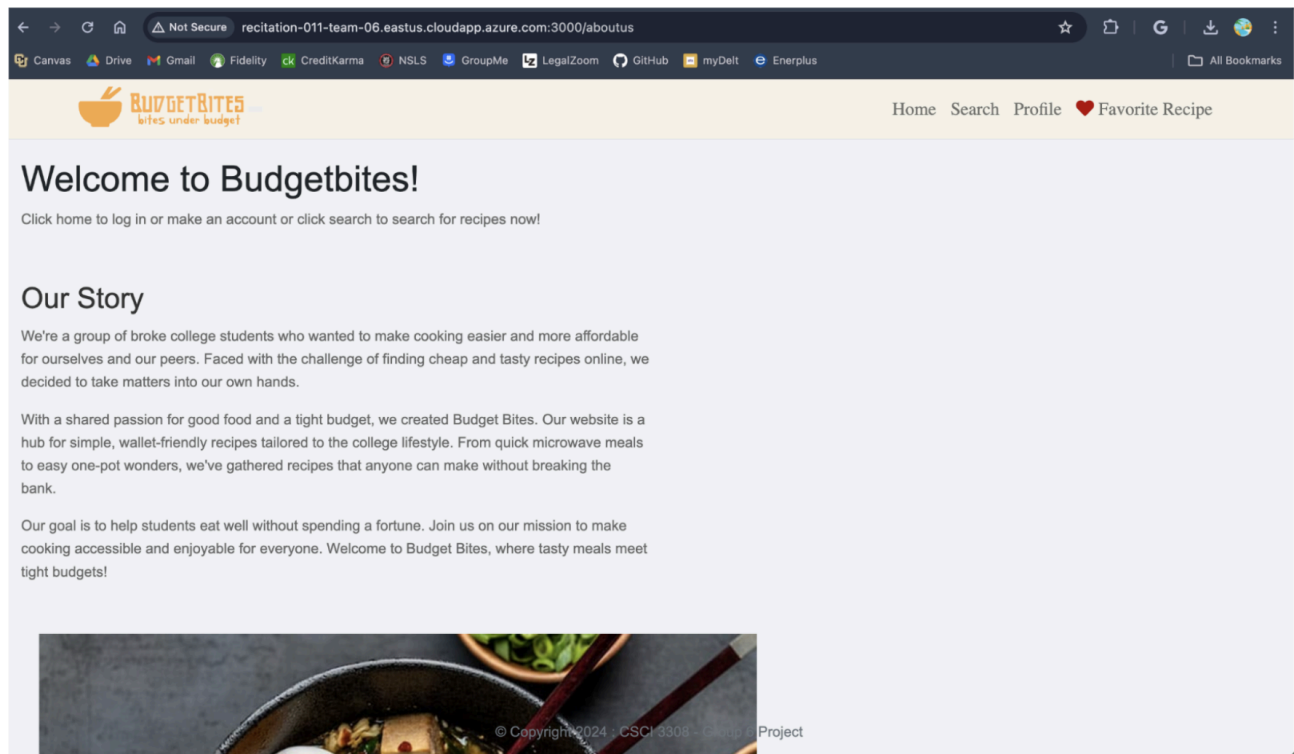 Not Secure recitation-011-team-06.eastus.cloudapp.azure.com:3000/aboutus
Canvas Drive Gmail Fidelity CreditKarma NSLS GroupMe LegalZoom GitHub myDelt Enerplus All Bookmarks
BUDGETBITES
bites under budget
Home Search Profile Favorite Recipe
Welcome to Budgetbites!
Click home to log in or make an account or click search to search for recipes now!
Our Story
We're a group of broke college students who wanted to make cooking easier and more affordable
for ourselves and our peers. Faced with the challenge of finding cheap and tasty recipes online, we
decided to take matters into our own hands.
With a shared passion for good food and a tight budget, we created Budget Bites. Our website is a
hub for simple, wallet-friendly recipes tailored to the college lifestyle. From quick microwave meals
to easy one-pot wonders, we've gathered recipes that anyone can make without breaking the
bank.
Our goal is to help students eat well without spending a fortune. Join us on our mission to make
cooking accessible and enjoyable for everyone. Welcome to Budget Bites, where tasty meals meet
tight budgets!
© Copyright 2024 : CSCI 3308 - Group Project